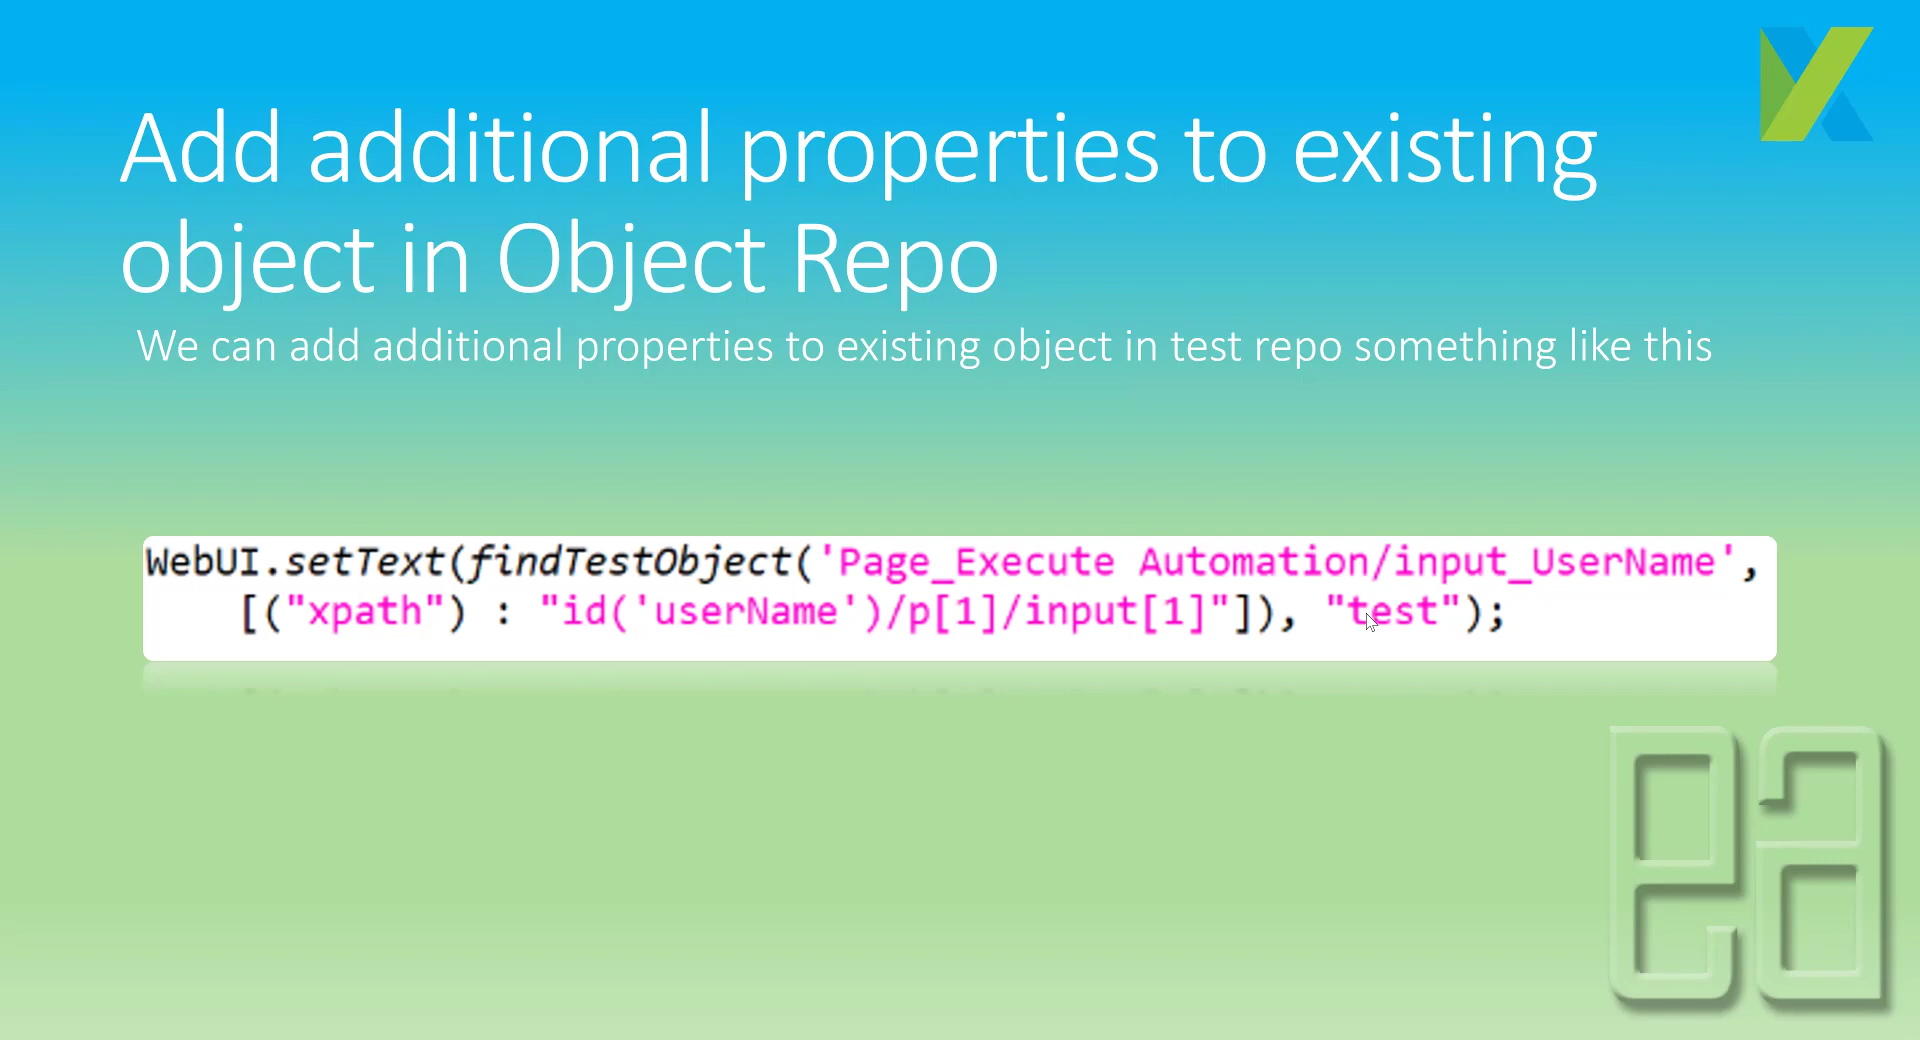 Add additional properties to existing
object in Object Repo
We can add additional properties to existing object in test repo something like this
WebUI.setText(findTestObject('Page_Execute Automation/input_UserName',
[("xpath") : "id('userName')/p[1]/input[1]"]), "test");
ea